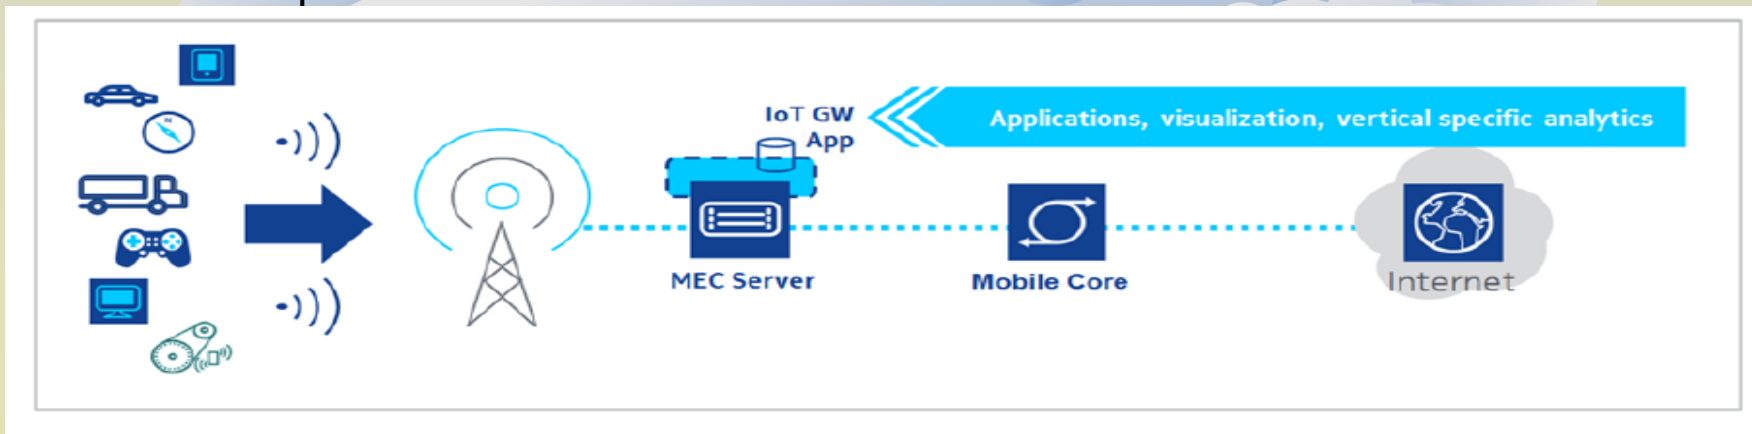 IoT GW
App
Applications, visualization, vertical specific analytics
MEC Server
Mobile Core
Internet